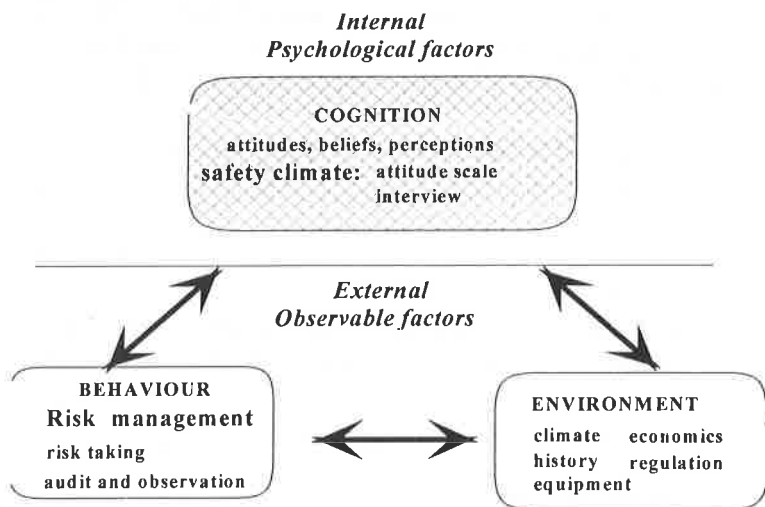 Internal
Psychological factors
COGNITION
attitudes, beliefs, perceptions
safety climate: attitude scale
interview
External
Observable factors
BEHAVIOUR
Risk management
risk taking
audit and observation
ENVIRONMENT
climate economics
history regulation
equipment